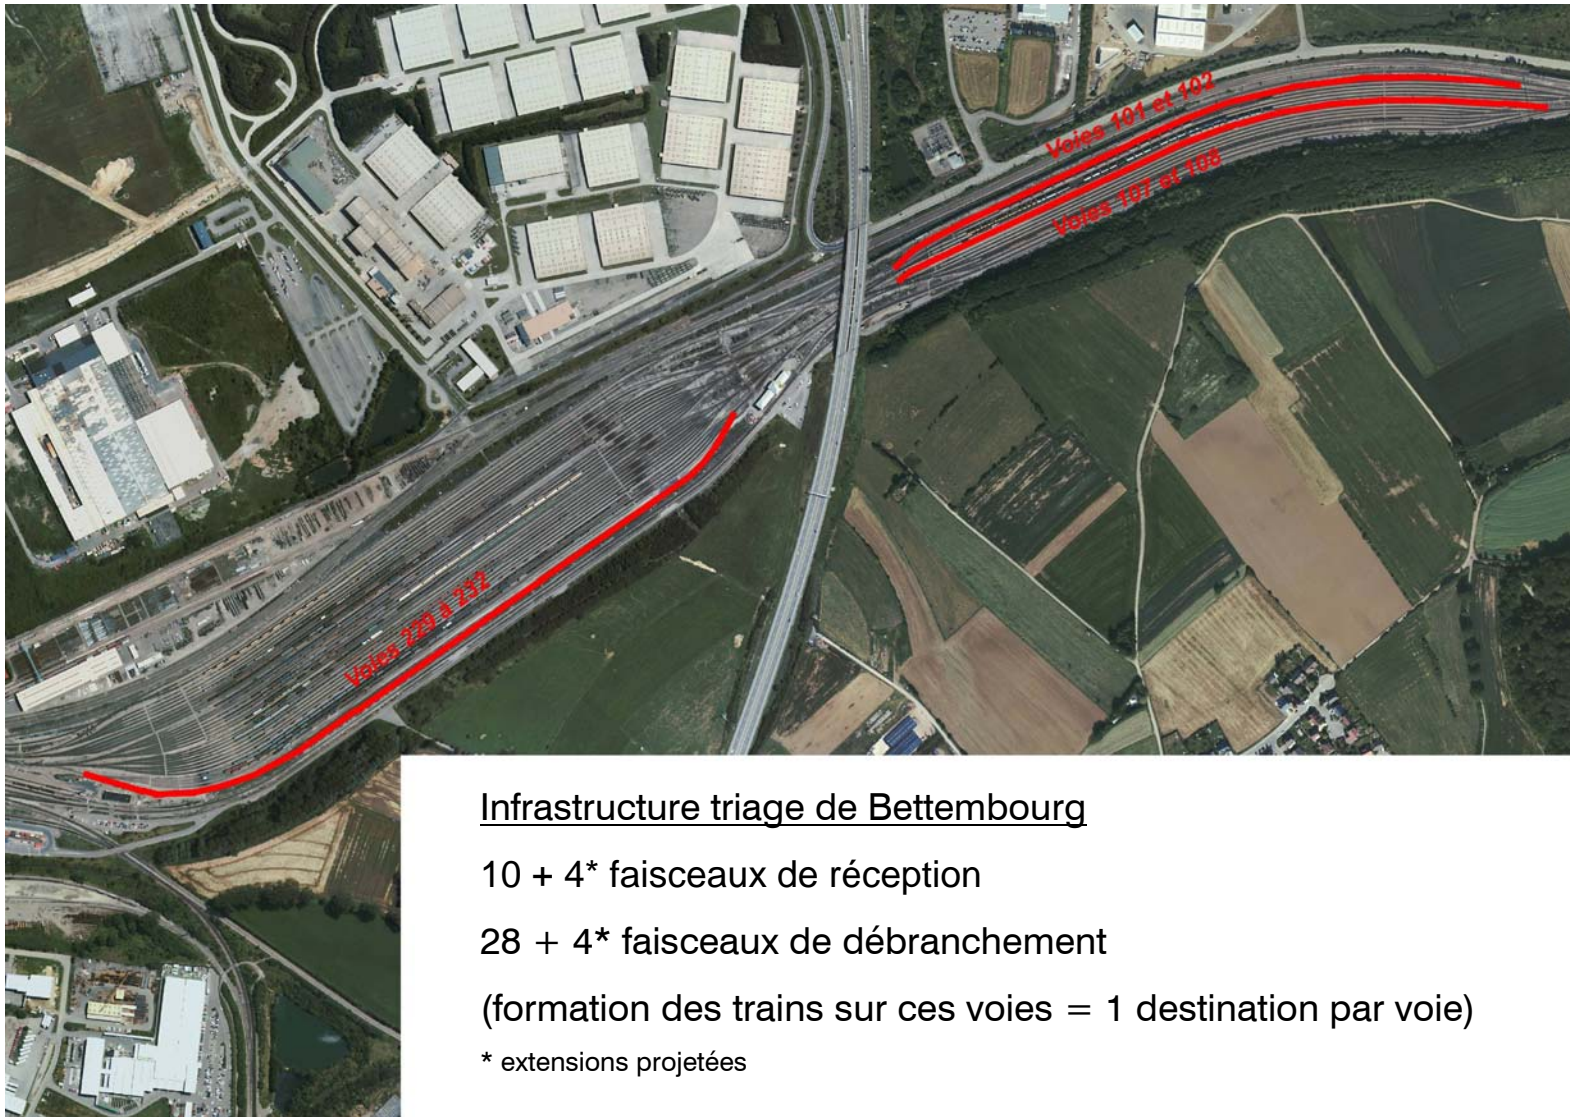 Voies 101 et 102
Voies 107 et 108
Voies 229 à 232
Infrastructure triage de Bettembourg
10 + 4* faisceaux de réception
28 + 4* faisceaux de débranchement
(formation des trains sur ces voies = 1 destination par voie)
* extensions projetées